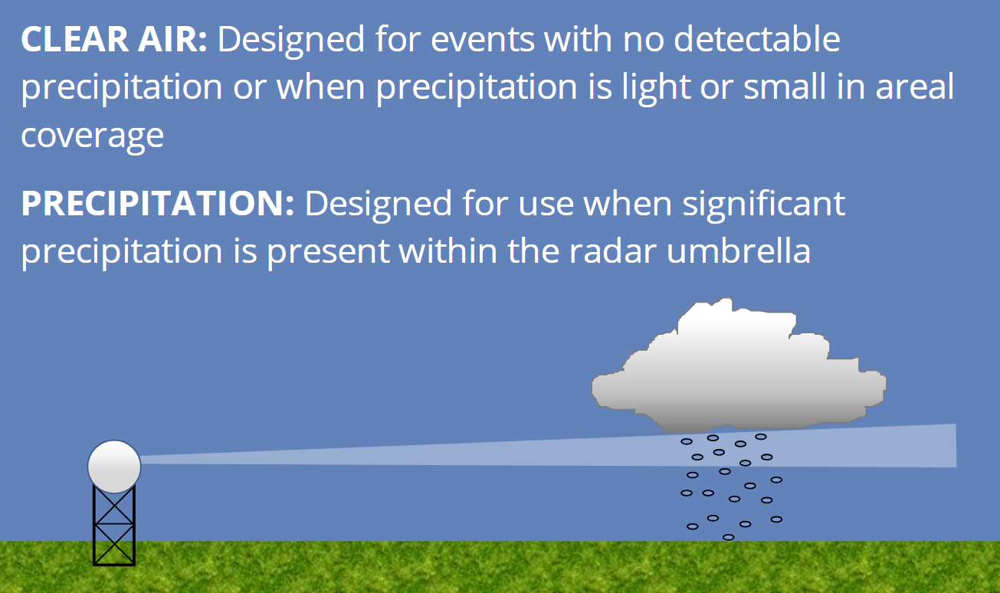 CLEAR AIR: Designed for events with no detectable
precipitation or when precipitation is light or small in areal
coverage
PRECIPITATION: Designed for use when significant
precipitation is present within the radar umbrella